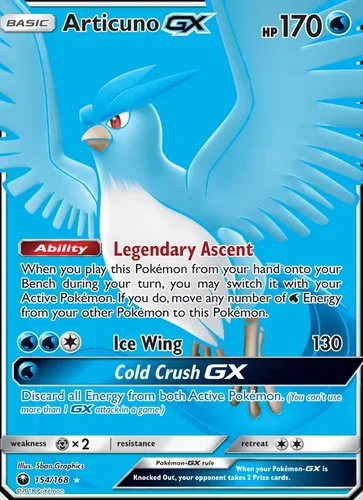 BASIC Articuno GX HP 170
Ability Legendary Ascent
When you play this Pokémon from your hand onto your
Bench during your turn, you may switch it with your
Active Pokémon. If you do, move any number of Energy
from your other Pokémon to this Pokémon.
Ice Wing 130
Cold Crush GX
Discard all Energy from both Active Pokémon. (You can't use
more than 1 GX attack in a game.)
weakness ×2 resistance retreat
Illus. 5ban Graphics
154/168
©2018 Pokémon
Pokémon-GX rule
When your Pokémon-GX is
Knocked Out, your opponent takes 2 Prize cards.